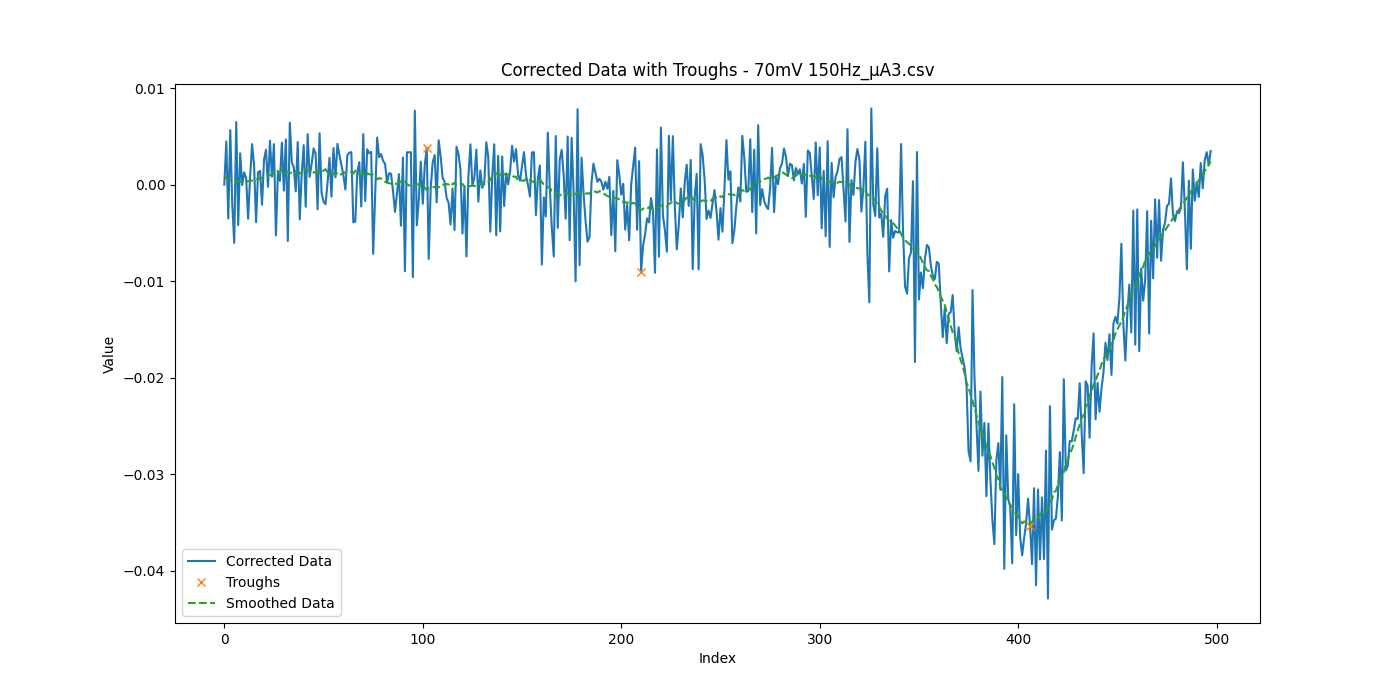 Corrected Data with Troughs - 70mV 150Hz_µA3.csv
0.01
0.00
−0.01
−0.02
−0.03
−0.04
Value
Corrected Data
Troughs
Smoothed Data
0 100 200 300 400 500
Index